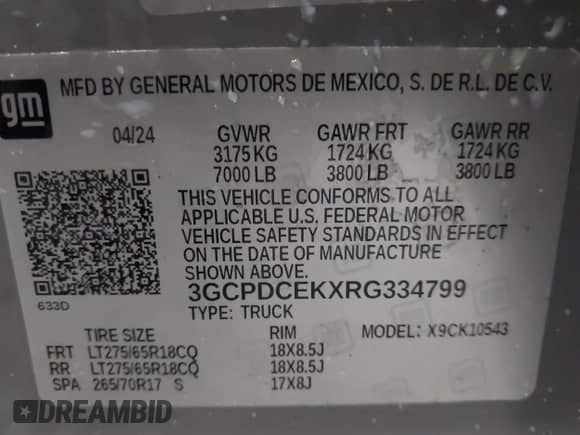 gm
MFD BY GENERAL MOTORS DE MEXICO, S. DE R.L. DE C.V.
04/24 GVWR GAWR FRT GAWR RR
3175 KG 1724 KG 1724 KG
7000 LB 3800 LB 3800 LB
THIS VEHICLE CONFORMS TO ALL
APPLICABLE U.S. FEDERAL MOTOR
VEHICLE SAFETY STANDARDS IN EFFECT
ON THE DATE OF MANUFACTURE
SHOWN ABOVE.
633D
3GCPDCEKXRG334799
TYPE: TRUCK
TIRE SIZE RIM MODEL: X9CK10543
FRT LT275/65R18CQ 18X8.5J
RR LT275/65R18CQ 18X8.5J
SPA 265/70R17 S 17X8J
DREAMBID